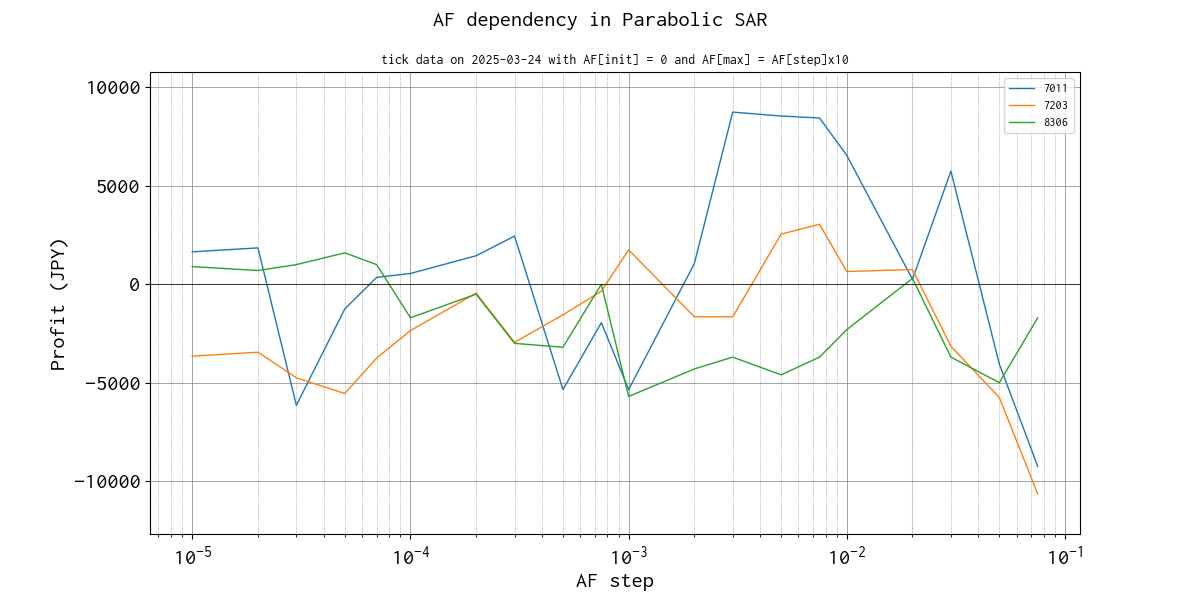 AF dependency in Parabolic SAR
tick data on 2025-03-24 with AF[init] = 0 and AF[max] = AF[step]x10
7011
7203
8306
10000
5000
0
−5000
−10000
Profit (JPY)
10⁻⁵ 10⁻⁴ 10⁻³ 10⁻² 10⁻¹
AF step